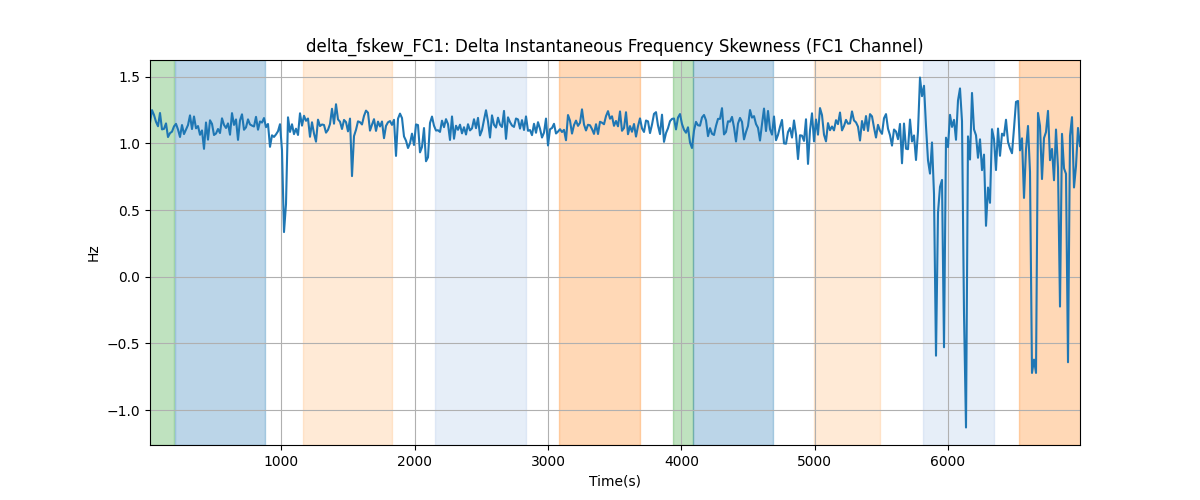 delta_fskew_FC1: Delta Instantaneous Frequency Skewness (FC1 Channel)
1.5
1.0
0.5
0.0
−0.5
−1.0
Hz
1000 2000 3000 4000 5000 6000
Time(s)